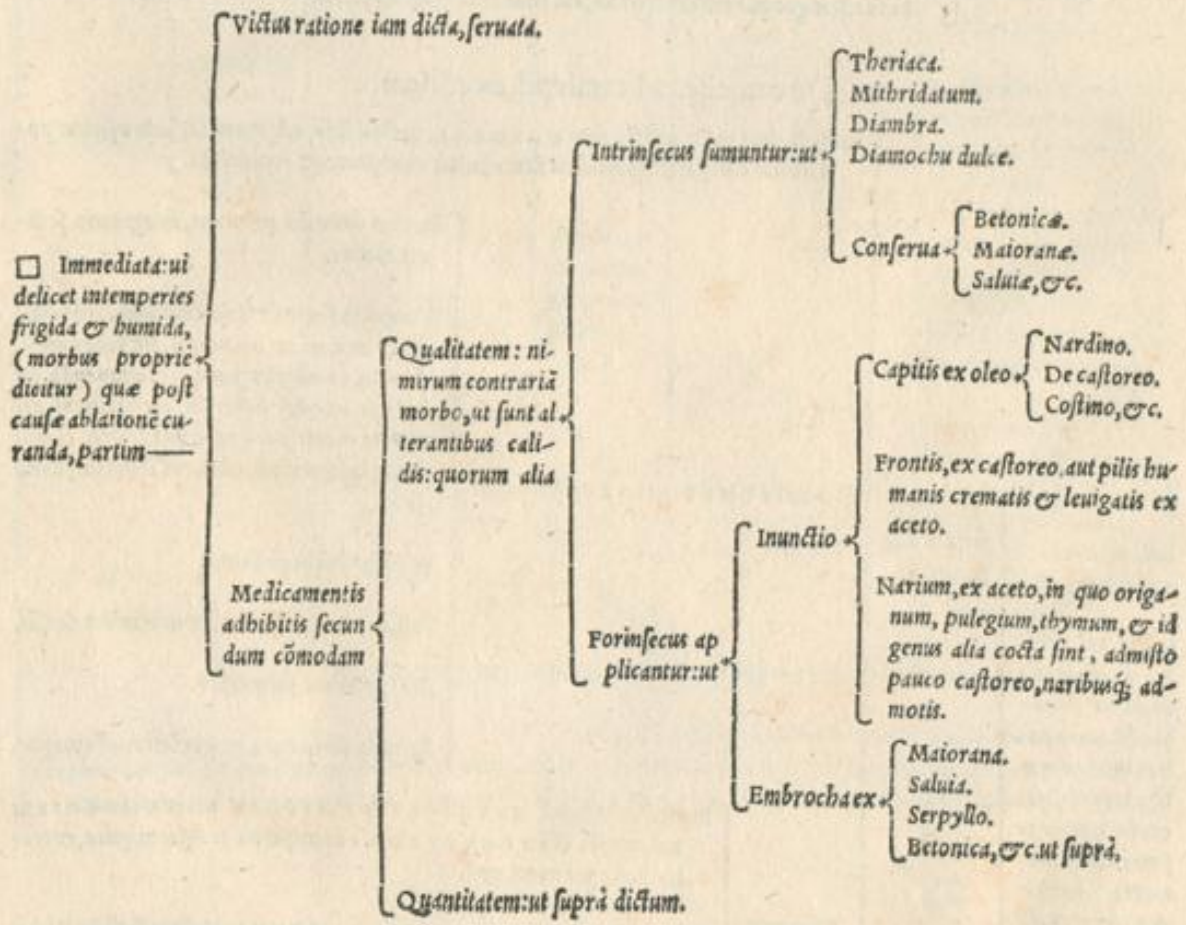 Victus ratione iam dicta, seruata.
☐ Immediata: ui
delicet intemperies
frigida & humida,
(morbus propriè
dicitur) quæ post
causæ ablationē cu-
randa, partim
Medicamentis
adhibitis secun
dum cōmodam
Qualitatem: ni-
mirum contrariā
morbo, ut sunt al
terantibus cali-
dis: quorum alia
Intrinsecus sumuntur: ut
Theriaca.
Mithridatum.
Diambra.
Diamochu dulce.
Conserua
Betonicæ.
Maioranæ.
Saluiæ, &c.
Forinsecus ap
plicantur: ut
Inunctio
Capitis ex oleo
Nardino.
De castoreo.
Costino, &c.
Frontis, ex castoreo, aut pilis hu-
manis crematis & leuigatis ex
aceto.
Narium, ex aceto, in quo origa-
num, pulegium, thymum, & id
genus alia cocta sint, admisto
pauco castoreo, naribusq́; ad-
motis.
Embrocha ex
Maiorana.
Saluia.
Serpyllo.
Betonica, &c. ut suprà.
Quantitatem: ut suprà dictum.